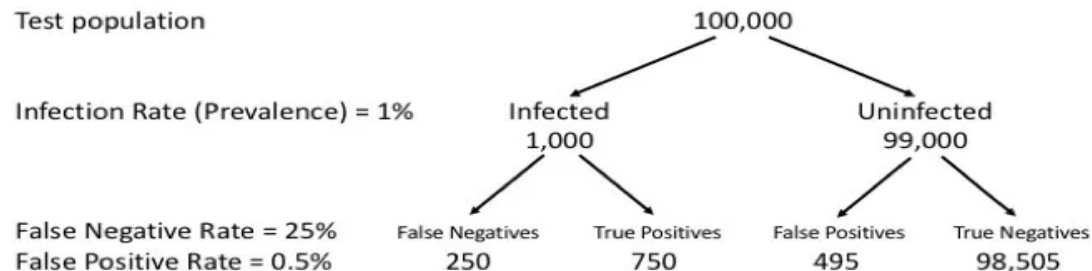 Test population 100,000
Infection Rate (Prevalence) = 1% Infected Uninfected
1,000 99,000
False Negative Rate = 25% False Negatives True Positives False Positives True Negatives
False Positive Rate = 0.5% 250 750 495 98,505